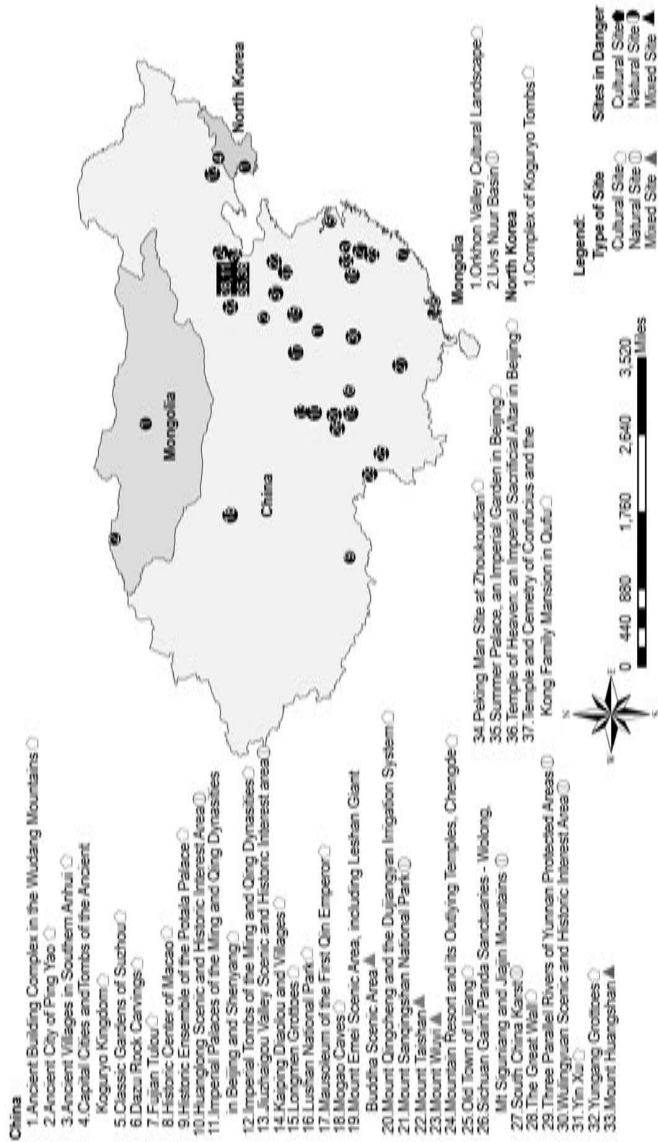 China
1.Ancient Building Complex in the Wudang Mountains
2.Ancient City of Ping Yao
3.Ancient Villages in Southern Anhui
4.Capital Cities and Tombs of the Ancient
Koguryo Kingdom
5.Classic Gardens of Suzhou
6.Dazu Rock Carvings
7.Fujian Tulou
8.Historic Center of Macao
9.Historic Ensemble of the Potala Palace
10.Huanglong Scenic and Historic Interest Area
11.Imperial Palaces of the Ming and Qing Dynasties
in Beijing and Shenyang
12.Imperial Tombs of the Ming and Qing Dynasities
13.Jiuzhaigou Valley Scenic and Historic Interest area
14.Kaiping Diaolou and Villages
15.Longmen Grottoes
16.Lushan National Park
17.Mausoleum of the First Qin Emperor
18.Mogao Caves
19.Mount Emei Scenic Area, including Leshan Giant
Buddha Scenic Area
20.Mount Qingcheng and the Dujiangyan Irrigation System
21.Mount Sanqingshan National Park
22.Mount Taishan
23.Mount Wuyi
24.Mountain Resort and its Outlying Temples, Chengde
25.Old Town of Lijiang
26.Sichuan Gaint Panda Sanctuaries - Wolong,
Mt Siguniang and Jiajin Mountains
27.South China Karst
28.The Great Wall
29.Three Parallel Rivers of Yunnan Protected Areas
30.Wulingyuan Scenic and Historic Interest Area
31.Yin Xu
32.Yungang Grottoes
33.Mount Huangshan
34.Peking Man Site at Zhoukoudian
35.Summer Palace, an Imperial Garden in Beijing
36.Temple of Heaven: an Imperial Sacrificial Altar in Beijing
37.Temple and Cemetry of Confucius and the
Kong Family Mansion in Qufu
Mongolia
China
North Korea
Mongolia
1.Orkhon Valley Cultural Landscape
2.Uvs Nuur Basin
North Korea
1.Complex of Koguryo Tombs
0 440 880 1,760 2,640 3,520
Miles
Legend:
Type of Site
Cultural Site
Natural Site
Mixed Site
Sites in Danger
Cultural Site
Natural Site
Mixed Site